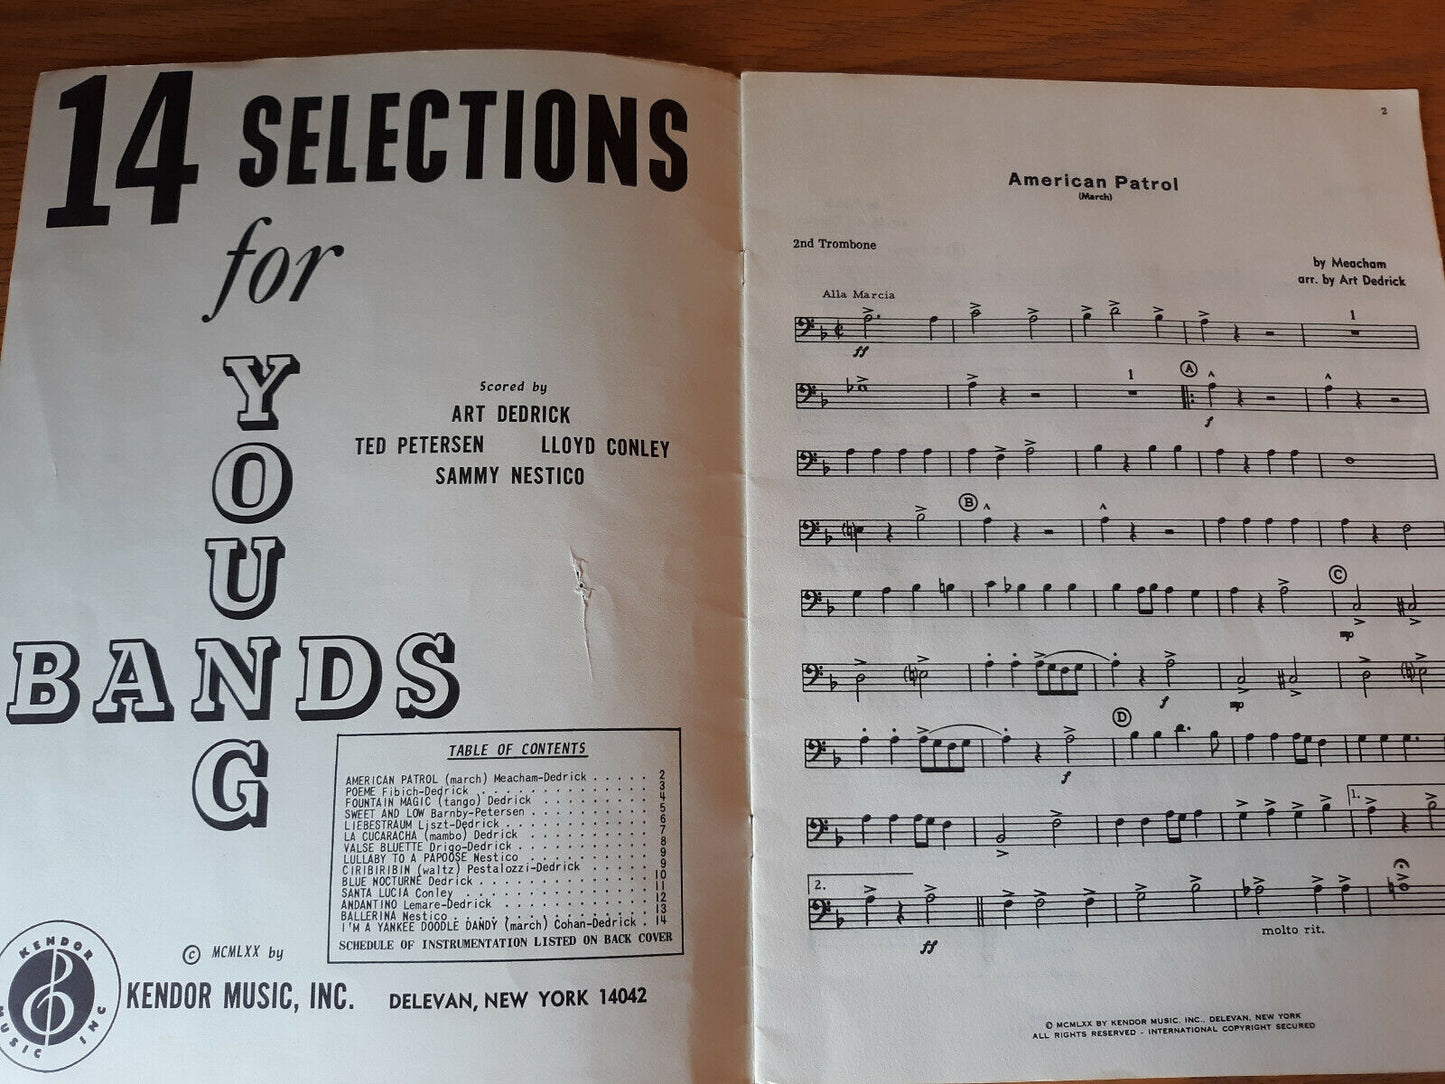 14 SELECTIONS
for
YOUNG
BANDS
Scored by
ART DEDRICK
TED PETERSEN LLOYD CONLEY
SAMMY NESTICO
TABLE OF CONTENTS
AMERICAN PATROL (march) Meacham-Dedrick . . . . . 2
POEME Fibich-Dedrick . . . . . . . . . . . . . . 3
FOUNTAIN MAGIC (tango) Dedrick . . . . . . . . . 4
SWEET AND LOW Barnby-Petersen . . . . . . . . . . 5
LIEBESTRAUM Liszt-Dedrick . . . . . . . . . . . . 6
LA CUCARACHA (mambo) Dedrick . . . . . . . . . . 7
VALSE BLUETTE Drigo-Dedrick . . . . . . . . . . . 8
LULLABY TO A PAPOOSE Nestico . . . . . . . . . . 9
CIRIBIRIBIN (waltz) Pestalozzi-Dedrick . . . . . 9
BLUE NOCTURNE Dedrick . . . . . . . . . . . . . . 10
SANTA LUCIA Conley . . . . . . . . . . . . . . . 11
ANDANTINO Lemare-Dedrick . . . . . . . . . . . . 12
BALLERINA Nestico . . . . . . . . . . . . . . . . 13
I'M A YANKEE DOODLE DANDY (march) Cohan-Dedrick . 14
SCHEDULE OF INSTRUMENTATION LISTED ON BACK COVER
© MCMLXX by
KENDOR MUSIC INC
KENDOR MUSIC, INC. DELEVAN, NEW YORK 14042
2
American Patrol
(March)
2nd Trombone
by Meacham
arr. by Art Dedrick
Alla Marcia
1
ff
1 A
f
B
C
mp
f mp
D
f
1.
2.
ff
molto rit.
© MCMLXX BY KENDOR MUSIC, INC., DELEVAN, NEW YORK
ALL RIGHTS RESERVED - INTERNATIONAL COPYRIGHT SECURED